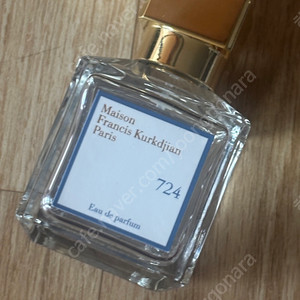 Maison
Francis Kurkdjian
Paris
724
Eau de parfum